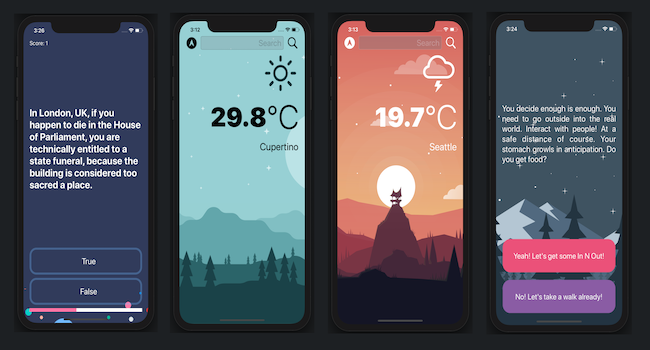 3:26
Score: 1
In London, UK, if you
happen to die in the House
of Parliament, you are
technically entitled to a
state funeral, because the
building is considered too
sacred a place.
True
False
3:12
Search
29.8°C
Cupertino
3:13
Search
19.7°C
Seattle
3:24
You decide enough is enough. You
need to go outside into the real
world. Interact with people! At a
safe distance of course. Your
stomach growls in anticipation. Do
you get food?
Yeah! Let's get some In N Out!
No! Let's take a walk already!